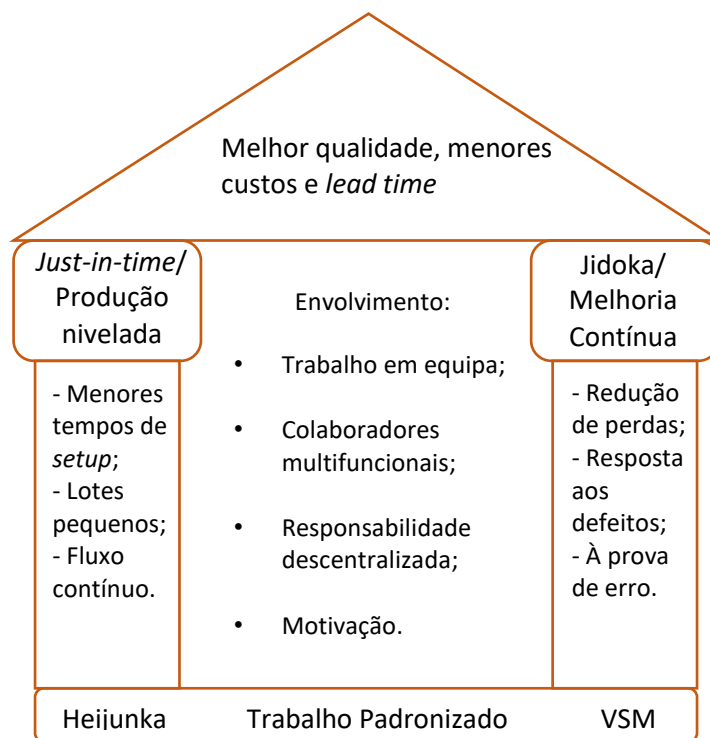 Melhor qualidade, menores
custos e lead time
Just-in-time/
Produção
nivelada
- Menores
tempos de
setup;
- Lotes
pequenos;
- Fluxo
contínuo.
Envolvimento:
• Trabalho em equipa;
• Colaboradores
multifuncionais;
• Responsabilidade
descentralizada;
• Motivação.
Jidoka/
Melhoria
Contínua
- Redução
de perdas;
- Resposta
aos
defeitos;
- À prova
de erro.
Heijunka
Trabalho Padronizado
VSM